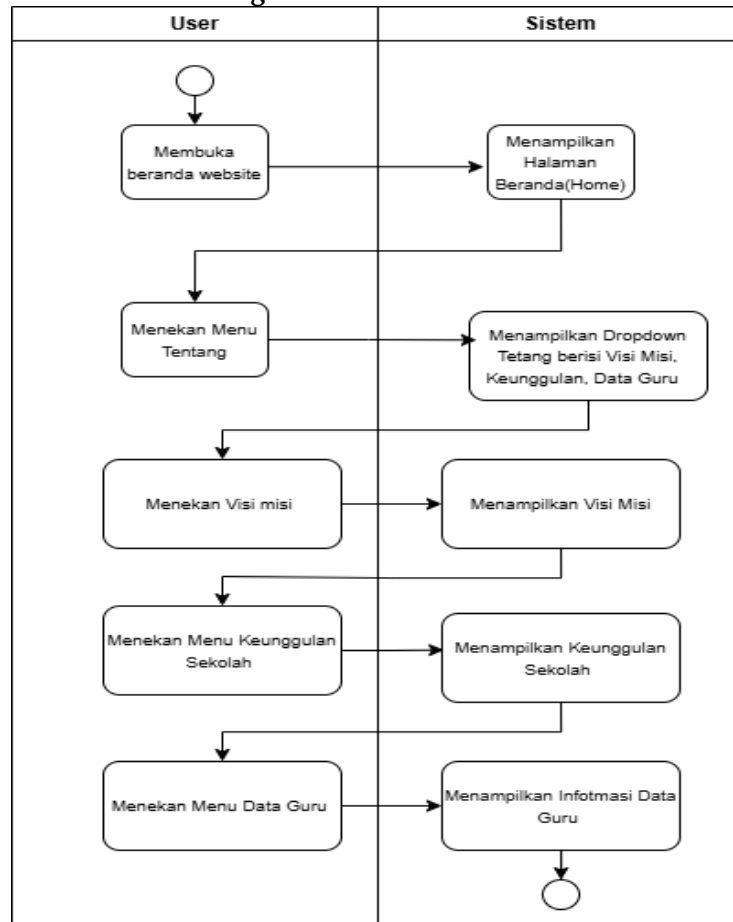 g
User
Sistem
Membuka
beranda website
Menampilkan
Halaman
Beranda(Home)
Menekan Menu
Tentang
Menampilkan Dropdown
Tetang berisi Visi Misi,
Keunggulan, Data Guru
Menekan Visi misi
Menampilkan Visi Misi
Menekan Menu Keunggulan
Sekolah
Menampilkan Keunggulan
Sekolah
Menekan Menu Data Guru
Menampilkan Infotmasi Data
Guru